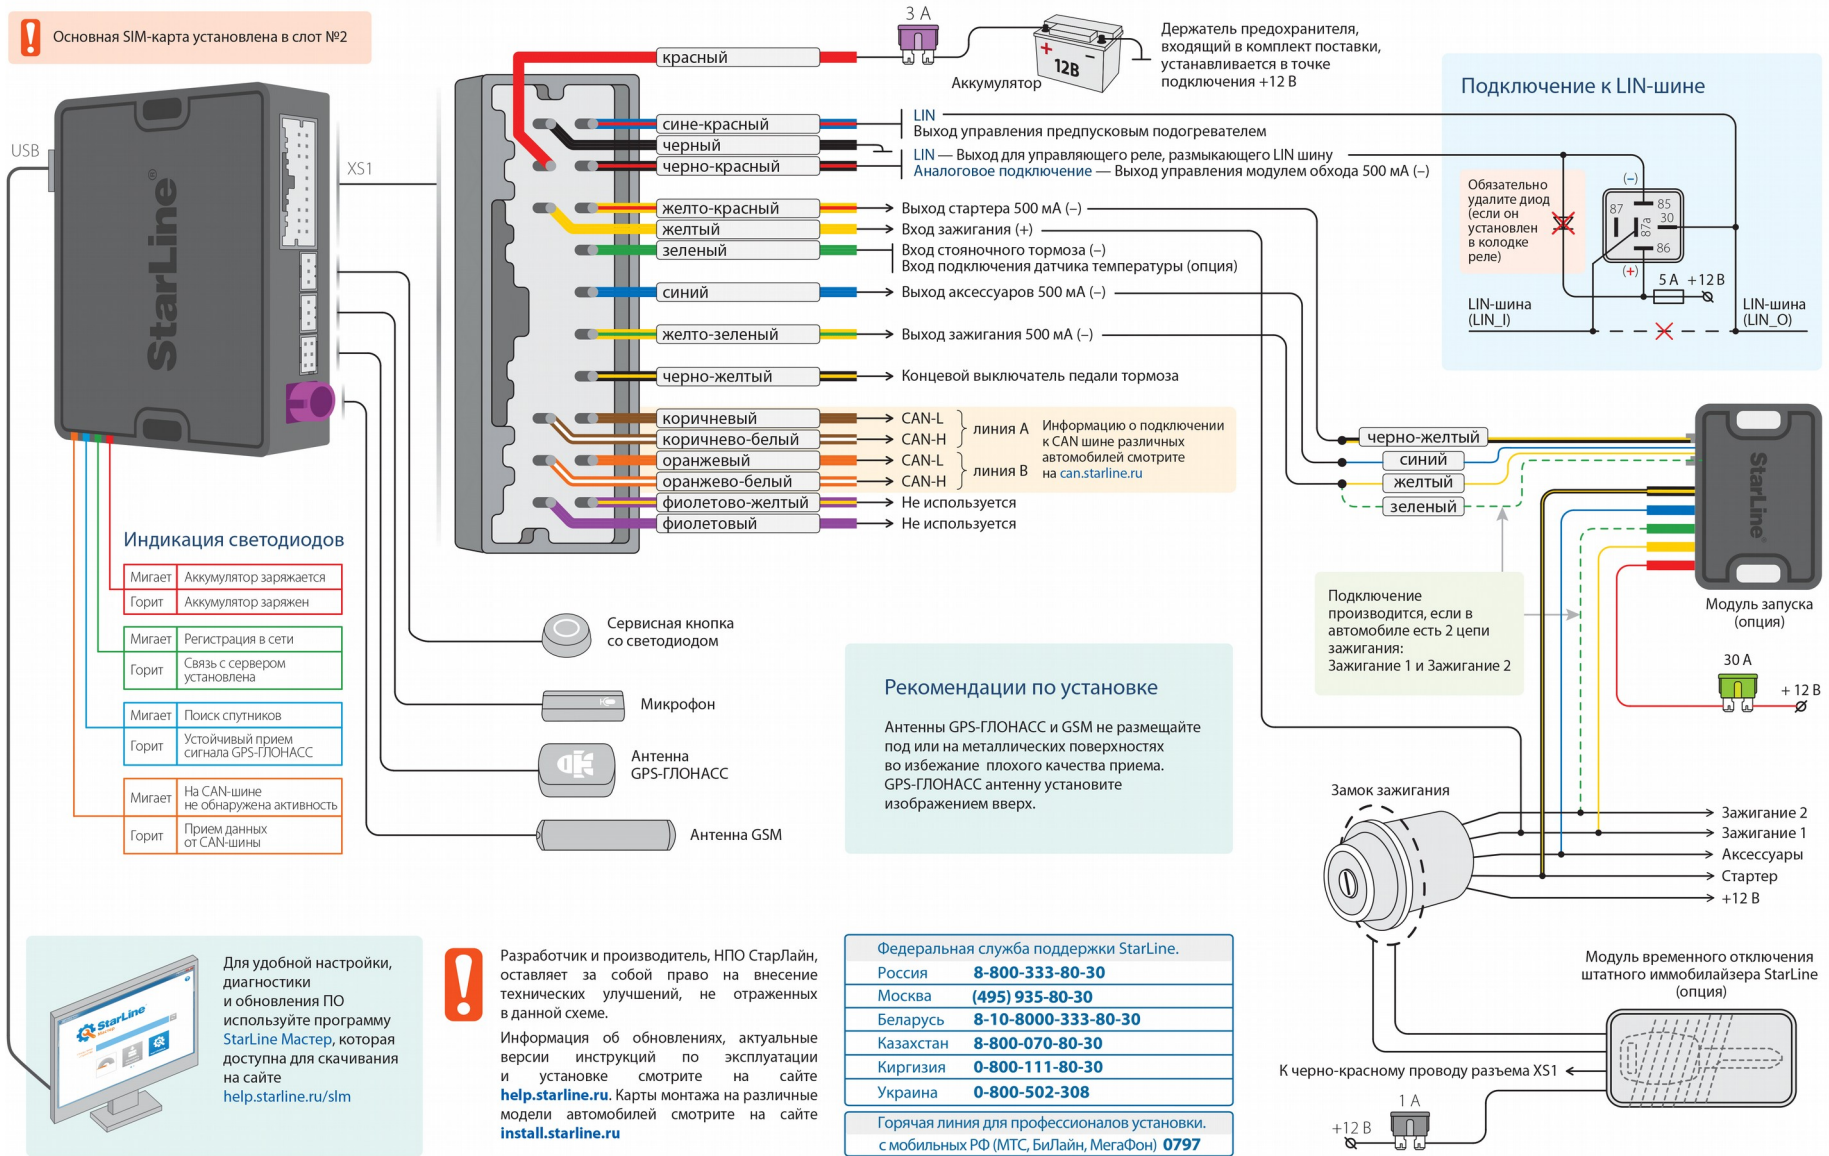 Основная SIM-карта установлена в слот №2
USB
StarLine®
XS1
красный
сине-красный
черный
черно-красный
желто-красный
желтый
зеленый
синий
желто-зеленый
черно-желтый
коричневый
коричнево-белый
оранжевый
оранжево-белый
фиолетово-желтый
фиолетовый
3 А
12В
Аккумулятор
Держатель предохранителя,
входящий в комплект поставки,
устанавливается в точке
подключения +12 В
LIN
Выход управления предпусковым подогревателем
LIN — Выход для управляющего реле, размыкающего LIN шину
Аналоговое подключение — Выход управления модулем обхода 500 мА (–)
Выход стартера 500 мА (–)
Вход зажигания (+)
Вход стояночного тормоза (–)
Вход подключения датчика температуры (опция)
Выход аксессуаров 500 мА (–)
Выход зажигания 500 мА (–)
Концевой выключатель педали тормоза
CAN-L
CAN-H
линия А
CAN-L
CAN-H
линия В
Информацию о подключении
к CAN шине различных
автомобилей смотрите
на can.starline.ru
Не используется
Не используется
Подключение к LIN-шине
Обязательно
удалите диод
(если он
установлен
в колодке
реле)
(–)
87
85
30
87a
86
(+)
5 А
+12 В
LIN-шина
(LIN_I)
LIN-шина
(LIN_O)
черно-желтый
синий
желтый
зеленый
StarLine®
Модуль запуска
(опция)
30 А
+ 12 В
Подключение
производится, если в
автомобиле есть 2 цепи
зажигания:
Зажигание 1 и Зажигание 2
Индикация светодиодов
Мигает Аккумулятор заряжается
Горит Аккумулятор заряжен
Мигает Регистрация в сети
Горит Связь с сервером
установлена
Мигает Поиск спутников
Горит Устойчивый прием
сигнала GPS-ГЛОНАСС
Мигает На CAN-шине
не обнаружена активность
Горит Прием данных
от CAN-шины
Сервисная кнопка
со светодиодом
Микрофон
Антенна
GPS-ГЛОНАСС
Антенна GSM
Рекомендации по установке
Антенны GPS-ГЛОНАСС и GSM не размещайте
под или на металлических поверхностях
во избежание плохого качества приема.
GPS-ГЛОНАСС антенну установите
изображением вверх.
Замок зажигания
Зажигание 2
Зажигание 1
Аксессуары
Стартер
+12 В
Модуль временного отключения
штатного иммобилайзера StarLine
(опция)
К черно-красному проводу разъема XS1
1 А
+12 В
StarLine
Мастер
Для удобной настройки,
диагностики
и обновления ПО
используйте программу
StarLine Мастер, которая
доступна для скачивания
на сайте
help.starline.ru/slm
Разработчик и производитель, НПО СтарЛайн,
оставляет за собой право на внесение
технических улучшений, не отраженных
в данной схеме.
Информация об обновлениях, актуальные
версии инструкций по эксплуатации
и установке смотрите на сайте
help.starline.ru. Карты монтажа на различные
модели автомобилей смотрите на сайте
install.starline.ru
Федеральная служба поддержки StarLine.
Россия 8-800-333-80-30
Москва (495) 935-80-30
Беларусь 8-10-8000-333-80-30
Казахстан 8-800-070-80-30
Киргизия 0-800-111-80-30
Украина 0-800-502-308
Горячая линия для профессионалов установки.
с мобильных РФ (МТС, БиЛайн, МегаФон) 0797